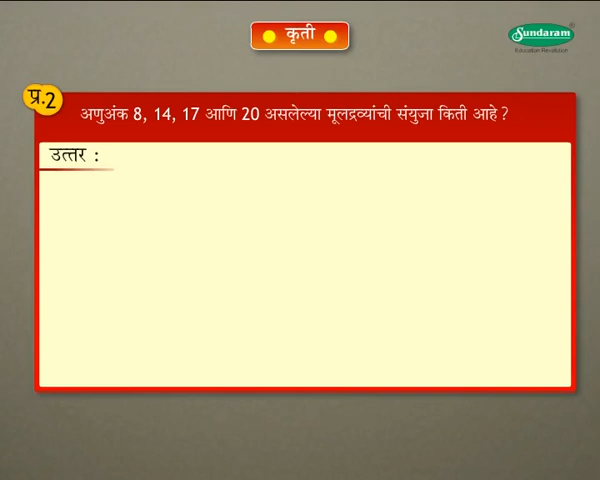 कृती
Sundaram
Education Revolution
प्र.2
अणुअंक 8, 14, 17 आणि 20 असलेल्या मूलद्रव्यांची संयुजा किती आहे ?
उत्तर :